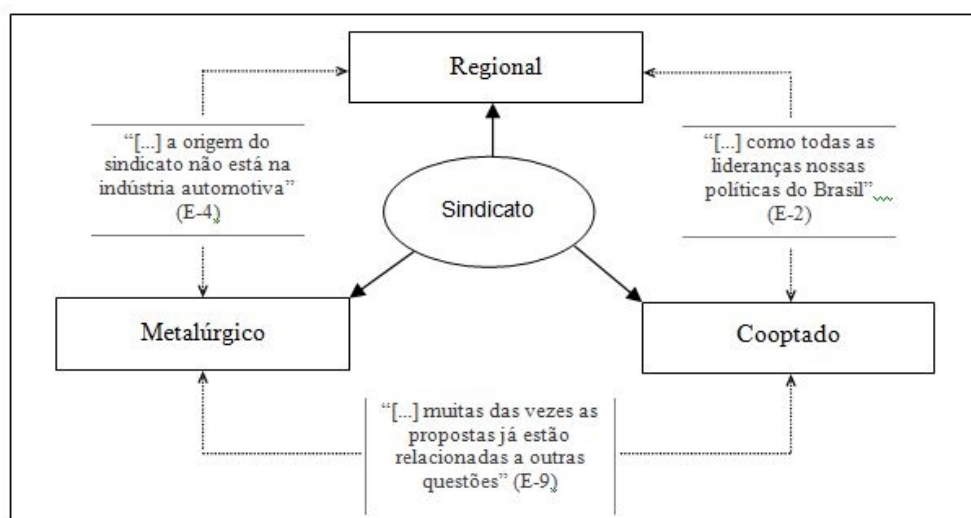 Regional
“[...] a origem do
sindicato não está na
indústria automotiva”
(E-4)
“[...] como todas as
lideranças nossas
políticas do Brasil”
(E-2)
Sindicato
Metalúrgico
Cooptado
“[...] muitas das vezes as
propostas já estão
relacionadas a outras
questões” (E-9)